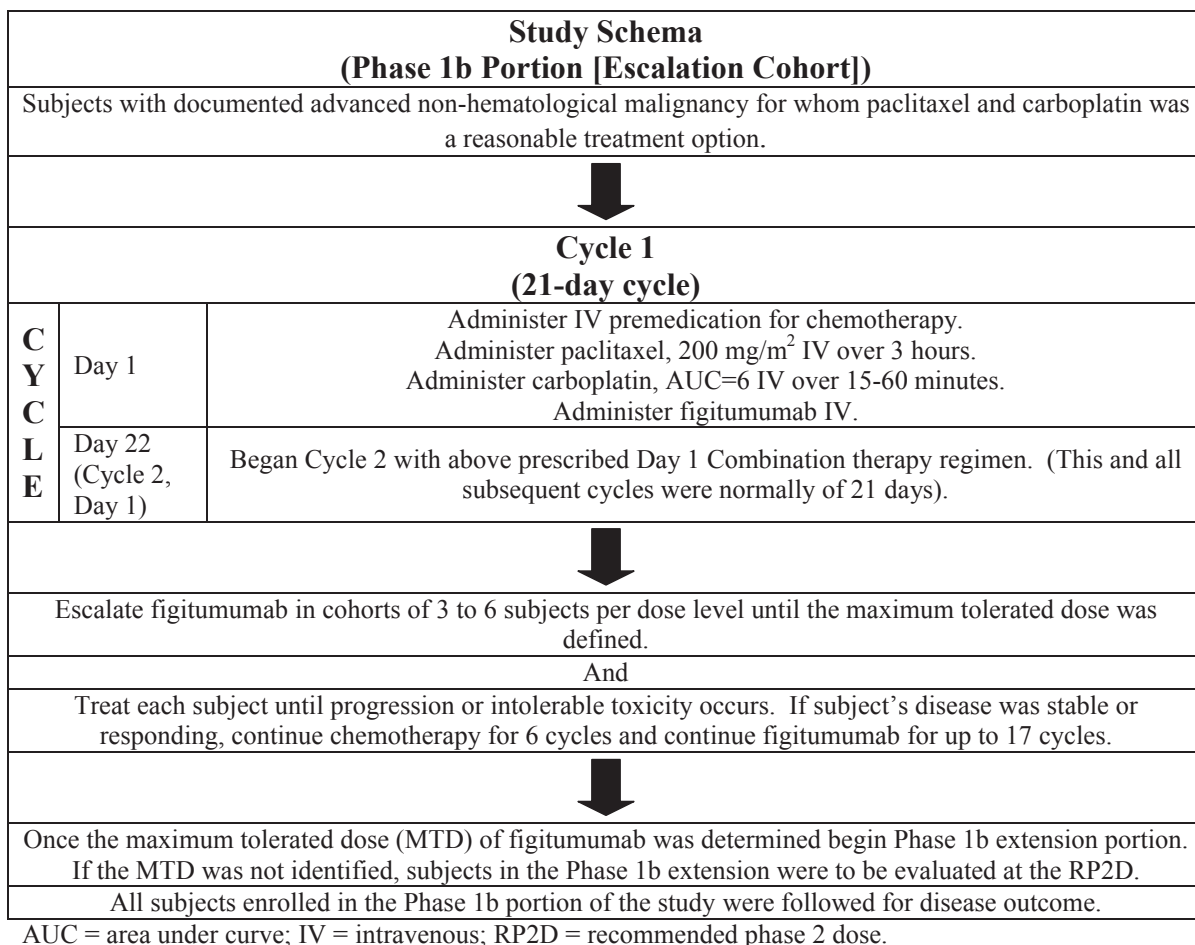 Study Schema
(Phase 1b Portion [Escalation Cohort])
Subjects with documented advanced non-hematological malignancy for whom paclitaxel and carboplatin was
a reasonable treatment option.
Cycle 1
(21-day cycle)
C
Y
C
L
E
Day 1
Administer IV premedication for chemotherapy.
Administer paclitaxel, 200 mg/m² IV over 3 hours.
Administer carboplatin, AUC=6 IV over 15-60 minutes.
Administer figitumumab IV.
Day 22
(Cycle 2,
Day 1)
Began Cycle 2 with above prescribed Day 1 Combination therapy regimen. (This and all
subsequent cycles were normally of 21 days).
Escalate figitumumab in cohorts of 3 to 6 subjects per dose level until the maximum tolerated dose was
defined.
And
Treat each subject until progression or intolerable toxicity occurs. If subject's disease was stable or
responding, continue chemotherapy for 6 cycles and continue figitumumab for up to 17 cycles.
Once the maximum tolerated dose (MTD) of figitumumab was determined begin Phase 1b extension portion.
If the MTD was not identified, subjects in the Phase 1b extension were to be evaluated at the RP2D.
All subjects enrolled in the Phase 1b portion of the study were followed for disease outcome.
AUC = area under curve; IV = intravenous; RP2D = recommended phase 2 dose.